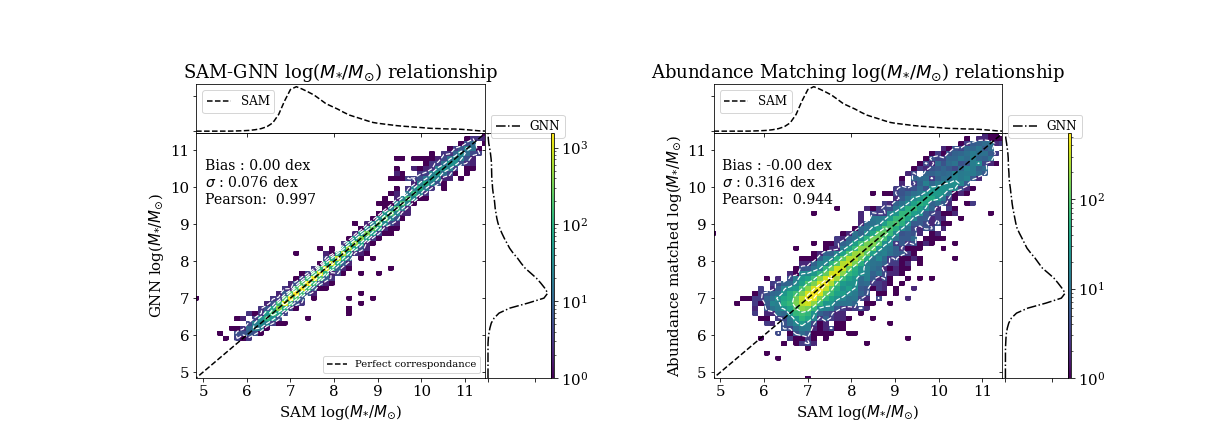 SAM-GNN log(M*/M⊙) relationship
SAM
GNN
Bias : 0.00 dex
σ : 0.076 dex
Pearson: 0.997
Perfect correspondance
GNN log(M*/M⊙)
11
10
9
8
7
6
5
5 6 7 8 9 10 11
SAM log(M*/M⊙)
10³
10²
10¹
10⁰
Abundance Matching log(M*/M⊙) relationship
SAM
GNN
Bias : -0.00 dex
σ : 0.316 dex
Pearson: 0.944
Abundance matched log(M*/M⊙)
11
10
9
8
7
6
5
5 6 7 8 9 10 11
SAM log(M*/M⊙)
10²
10¹
10⁰